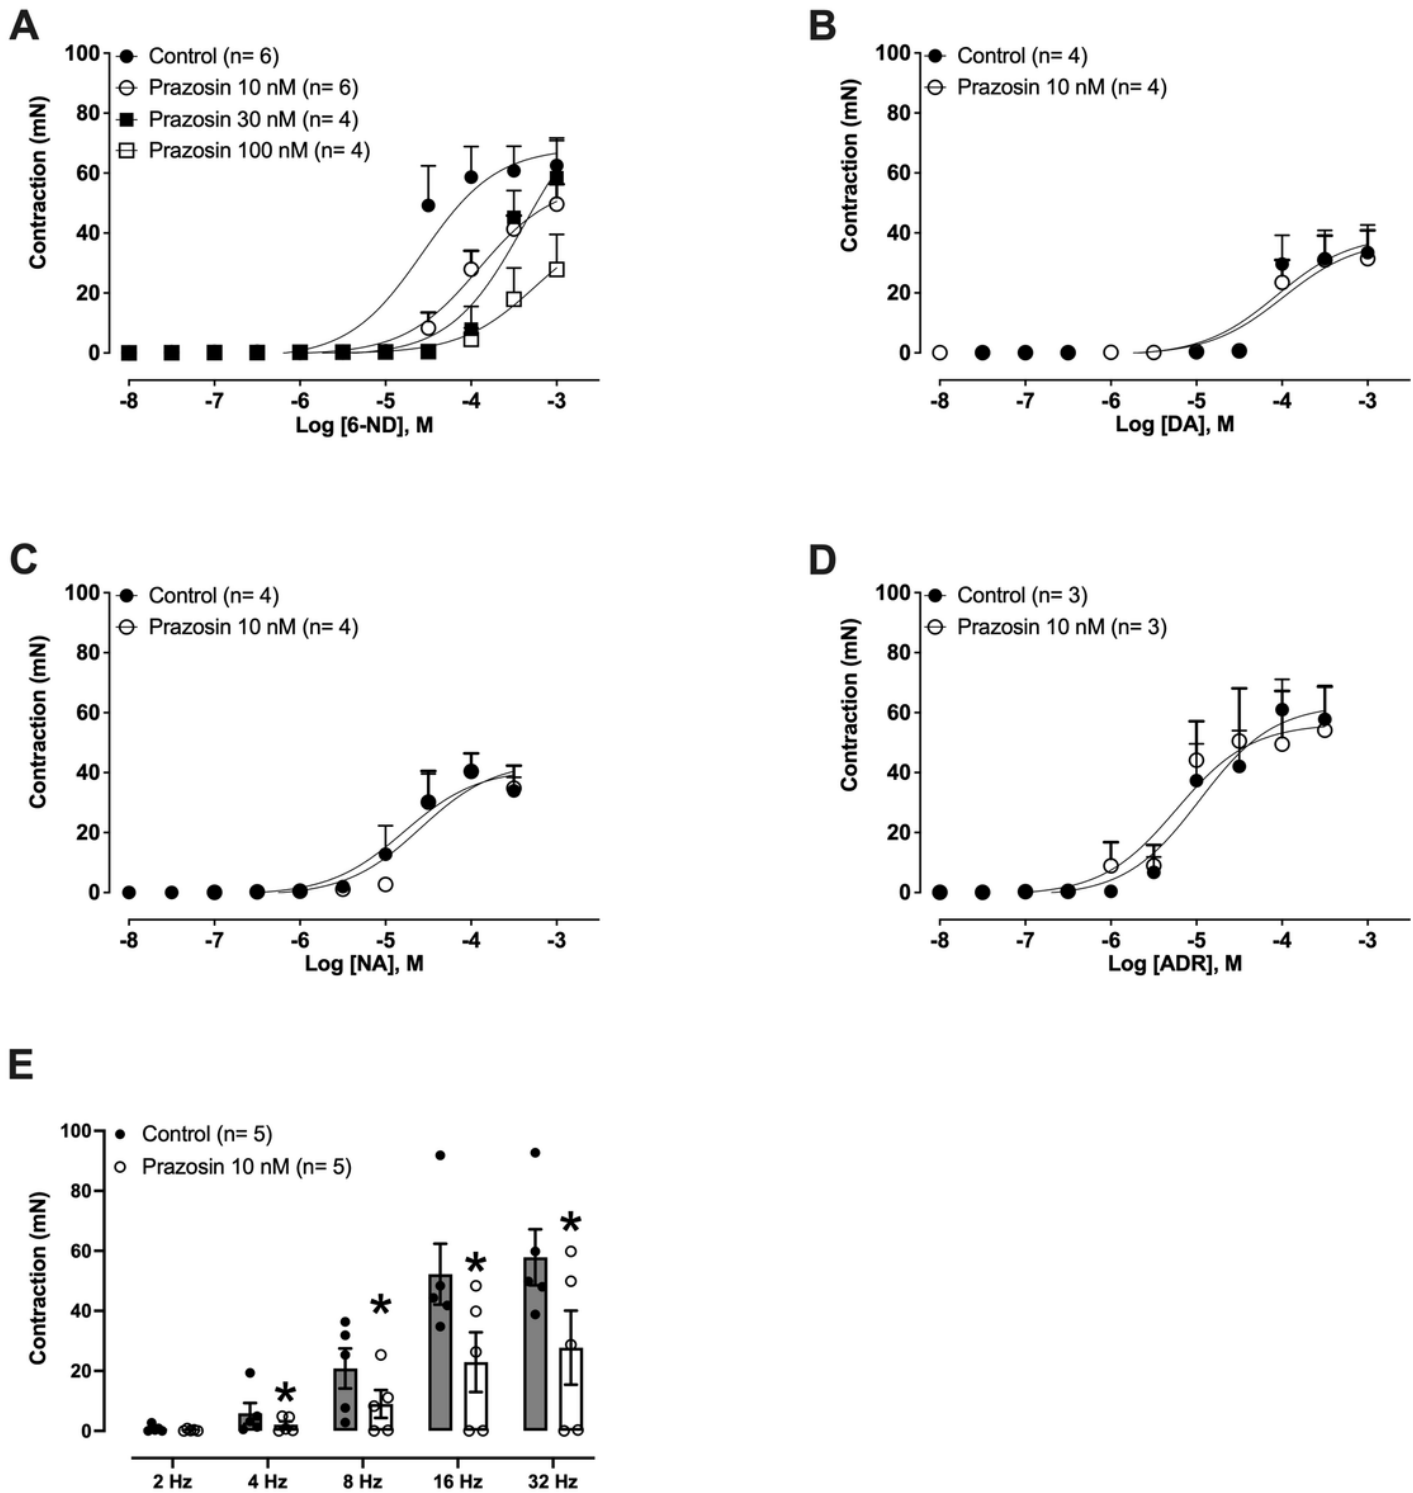 A
Contraction (mN)
100
80
60
40
20
0
Control (n= 6)
Prazosin 10 nM (n= 6)
Prazosin 30 nM (n= 4)
Prazosin 100 nM (n= 4)
-8 -7 -6 -5 -4 -3
Log [6-ND], M
B
Contraction (mN)
100
80
60
40
20
0
Control (n= 4)
Prazosin 10 nM (n= 4)
-8 -7 -6 -5 -4 -3
Log [DA], M
C
Contraction (mN)
100
80
60
40
20
0
Control (n= 4)
Prazosin 10 nM (n= 4)
-8 -7 -6 -5 -4 -3
Log [NA], M
D
Contraction (mN)
100
80
60
40
20
0
Control (n= 3)
Prazosin 10 nM (n= 3)
-8 -7 -6 -5 -4 -3
Log [ADR], M
E
Contraction (mN)
100
80
60
40
20
0
Control (n= 5)
Prazosin 10 nM (n= 5)
* * * *
2 Hz 4 Hz 8 Hz 16 Hz 32 Hz